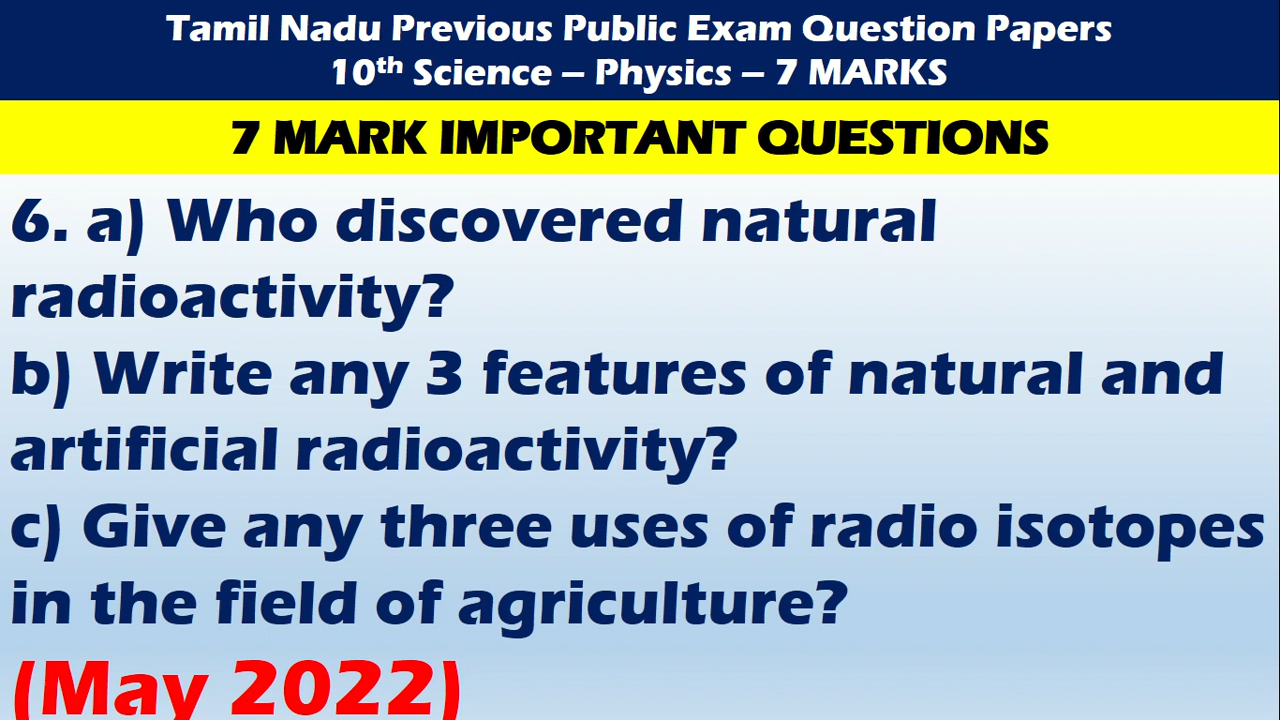 Tamil Nadu Previous Public Exam Question Papers
10th Science – Physics – 7 MARKS
7 MARK IMPORTANT QUESTIONS
6. a) Who discovered natural
radioactivity?
b) Write any 3 features of natural and
artificial radioactivity?
c) Give any three uses of radio isotopes
in the field of agriculture?
(May 2022)